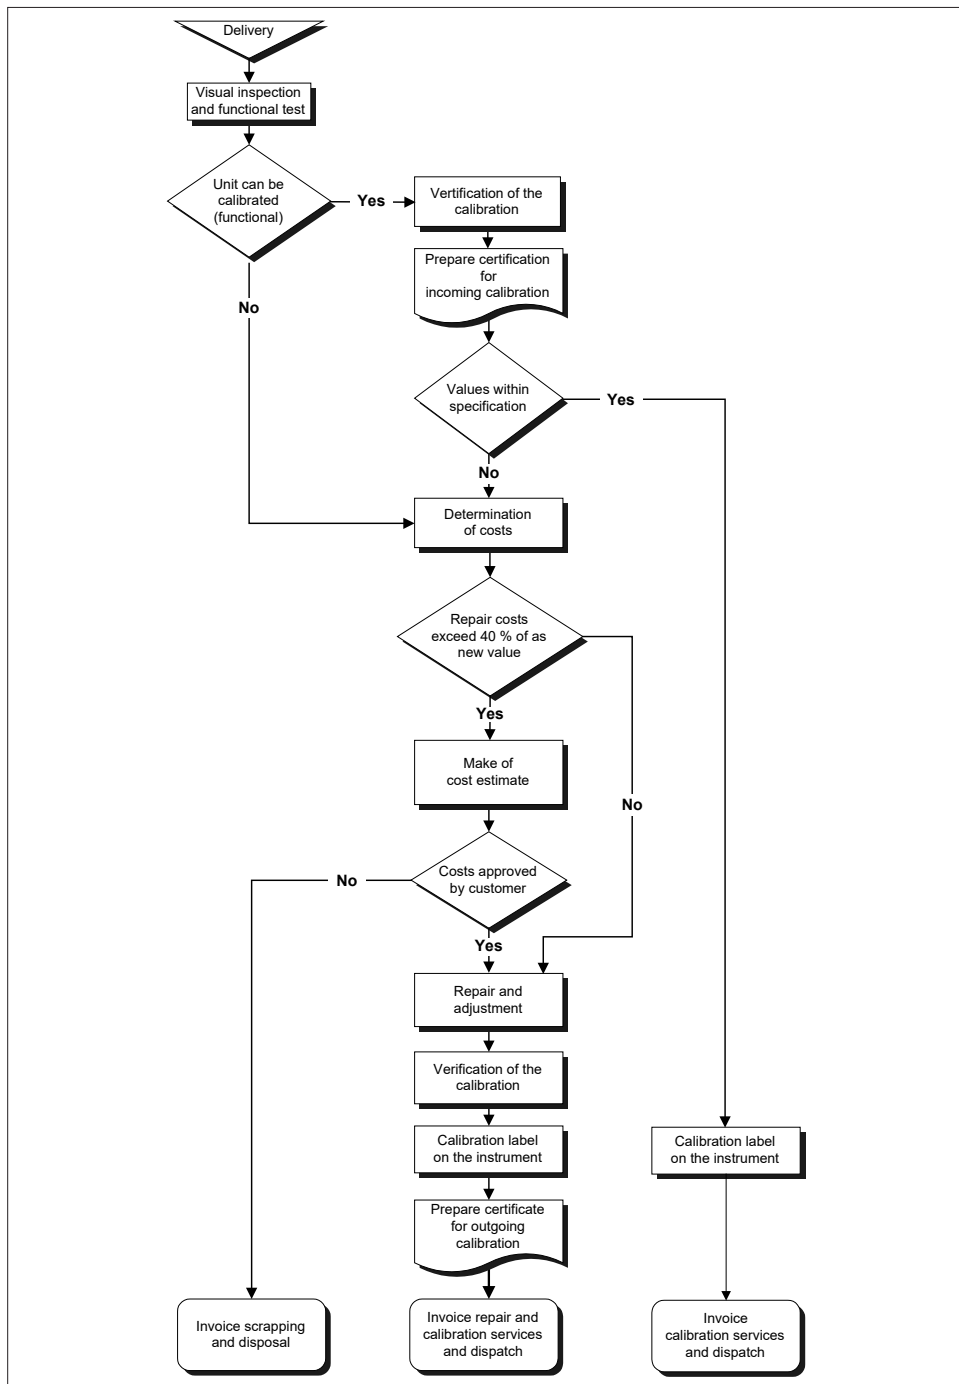 Delivery
Visual inspection
and functional test
Unit can be
calibrated
(functional)
Yes
Vertification of the
calibration
Prepare certification
for
incoming calibration
No
Values within
specification
Yes
No
Determination
of costs
Repair costs
exceed 40 % of as
new value
Yes
Make of
cost estimate
No
Costs approved
by customer
No
Yes
Repair and
adjustment
Verification of the
calibration
Calibration label
on the instrument
Calibration label
on the instrument
Prepare certificate
for outgoing
calibration
Invoice scrapping
and disposal
Invoice repair and
calibration services
and dispatch
Invoice
calibration services
and dispatch